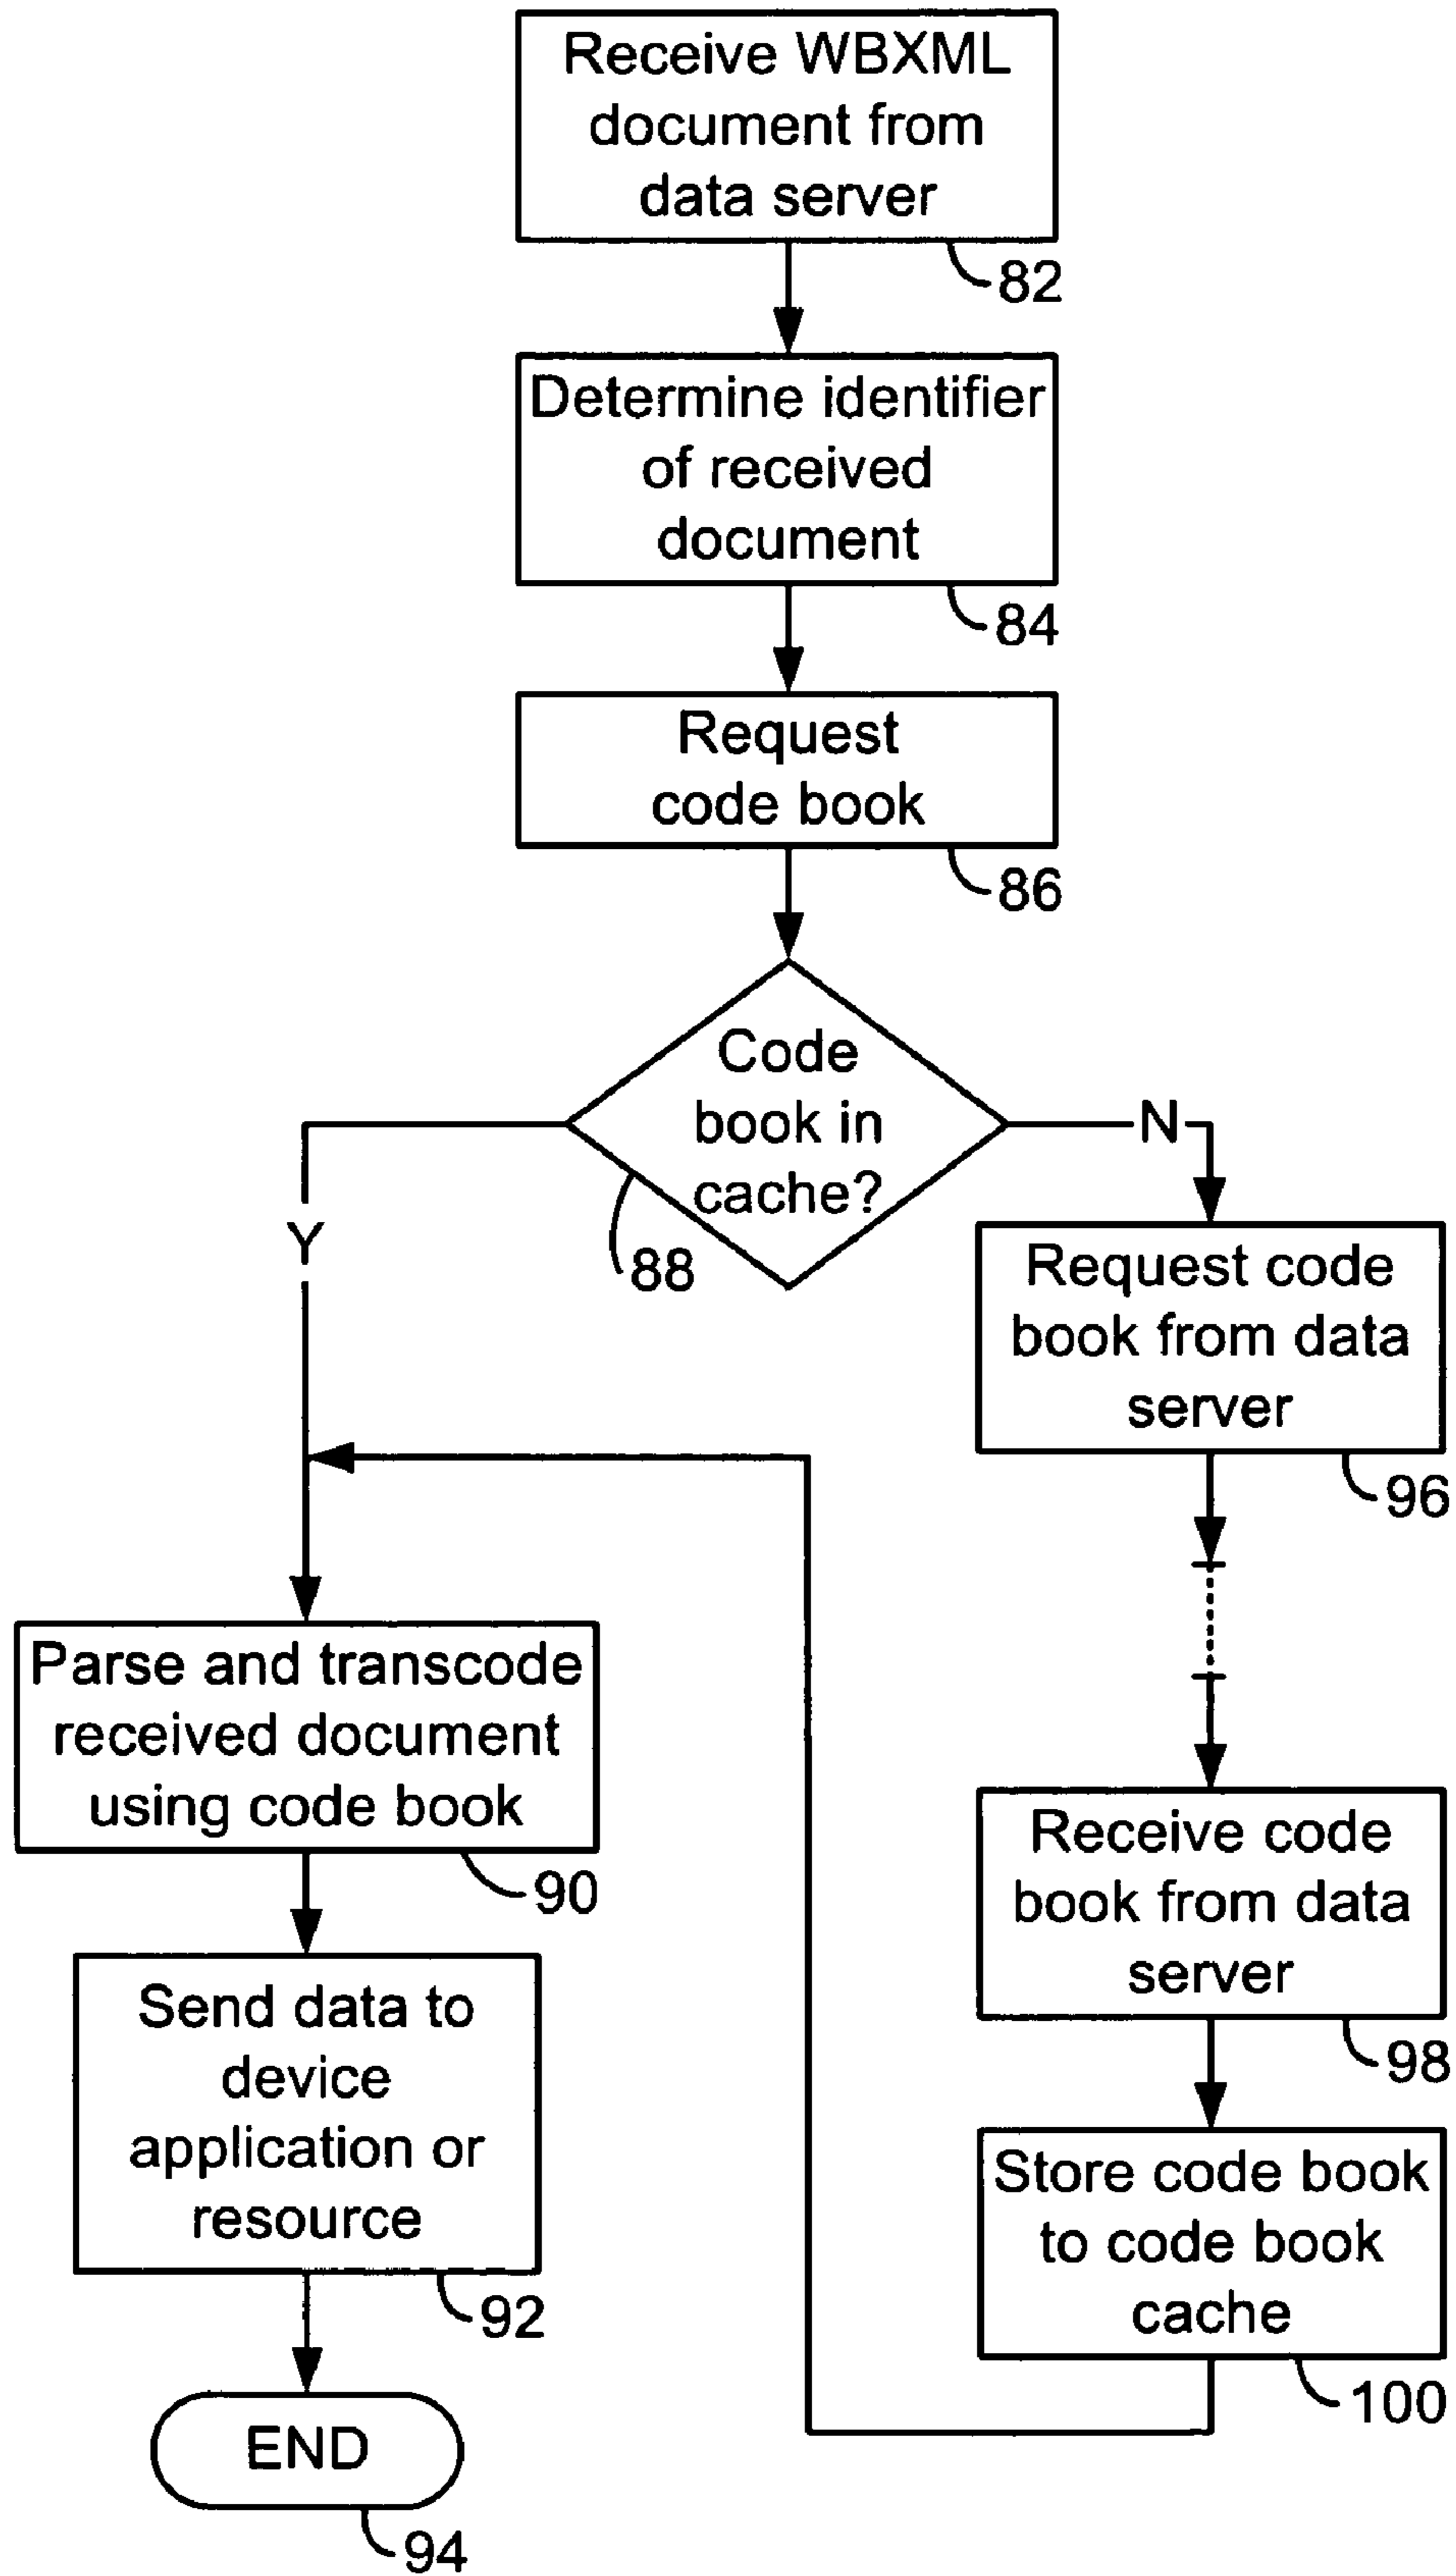 Receive WBXML
document from
data server
82
Determine identifier
of received
document
84
Request
code book
86
Code
book in
cache?
88
Y
N
Parse and transcode
received document
using code book
90
Send data to
device
application or
resource
92
END
94
Request code
book from data
server
96
Receive code
book from data
server
98
Store code book
to code book
cache
100